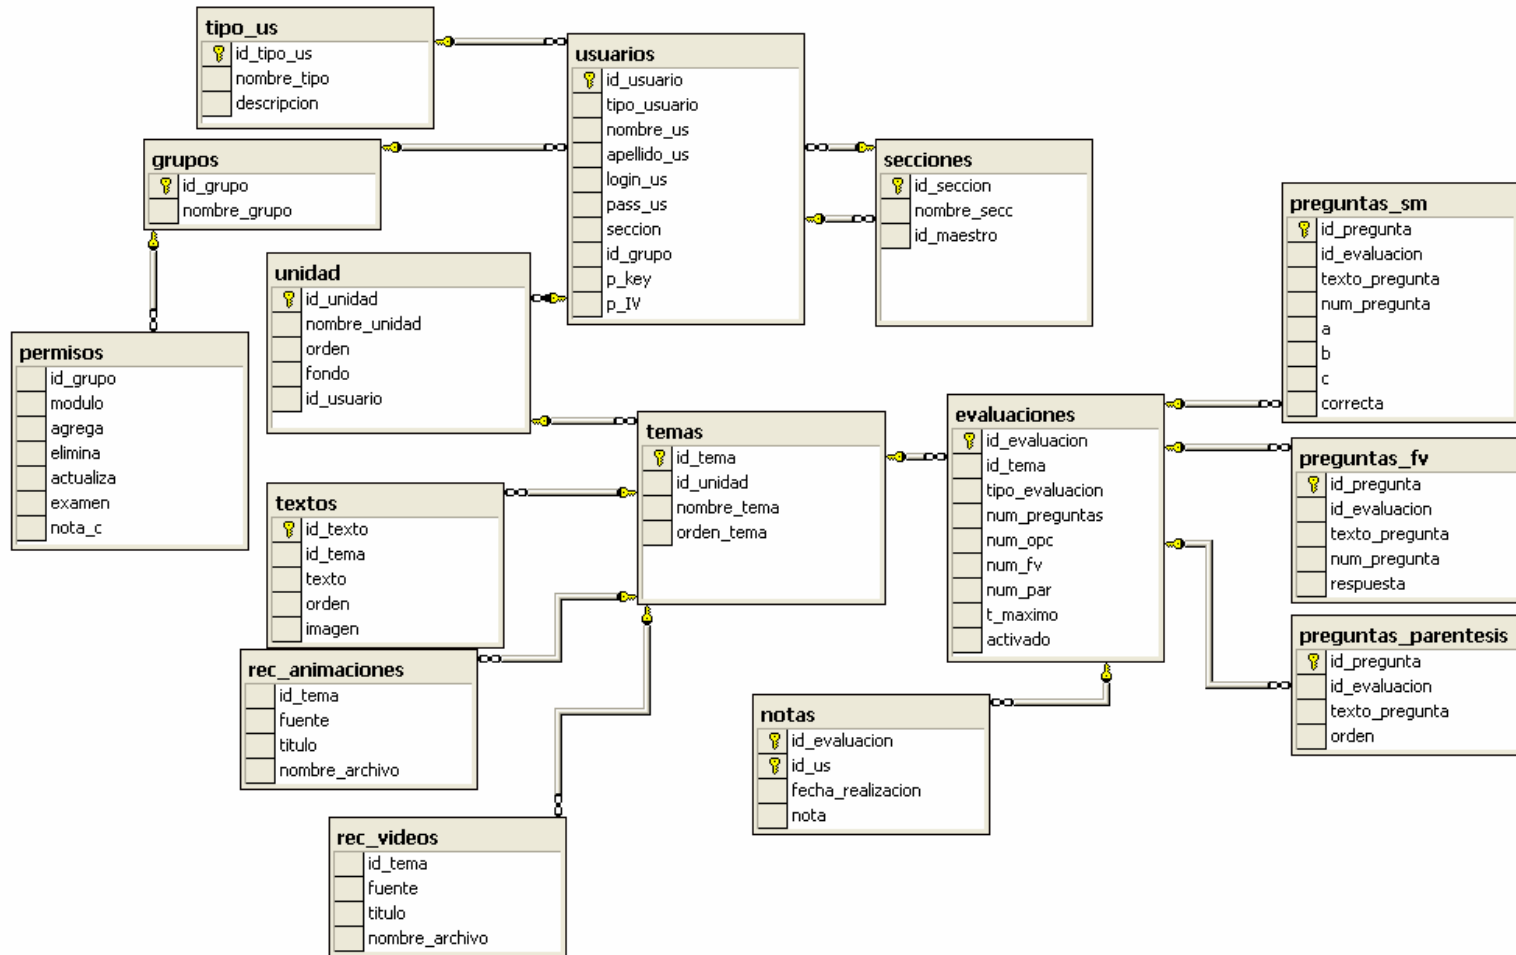 tipo_us
id_tipo_us
nombre_tipo
descripcion
usuarios
id_usuario
tipo_usuario
nombre_us
apellido_us
login_us
pass_us
seccion
id_grupo
p_key
p_IV
grupos
id_grupo
nombre_grupo
secciones
id_seccion
nombre_secc
id_maestro
preguntas_sm
id_pregunta
id_evaluacion
texto_pregunta
num_pregunta
a
b
c
correcta
unidad
id_unidad
nombre_unidad
orden
fondo
id_usuario
permisos
id_grupo
modulo
agrega
elimina
actualiza
examen
nota_c
temas
id_tema
id_unidad
nombre_tema
orden_tema
evaluaciones
id_evaluacion
id_tema
tipo_evaluacion
num_preguntas
num_opc
num_fv
num_par
t_maximo
activado
preguntas_fv
id_pregunta
id_evaluacion
texto_pregunta
num_pregunta
respuesta
textos
id_texto
id_tema
texto
orden
imagen
preguntas_parentesis
id_pregunta
id_evaluacion
texto_pregunta
orden
rec_animaciones
id_tema
fuente
titulo
nombre_archivo
notas
id_evaluacion
id_us
fecha_realizacion
nota
rec_videos
id_tema
fuente
titulo
nombre_archivo